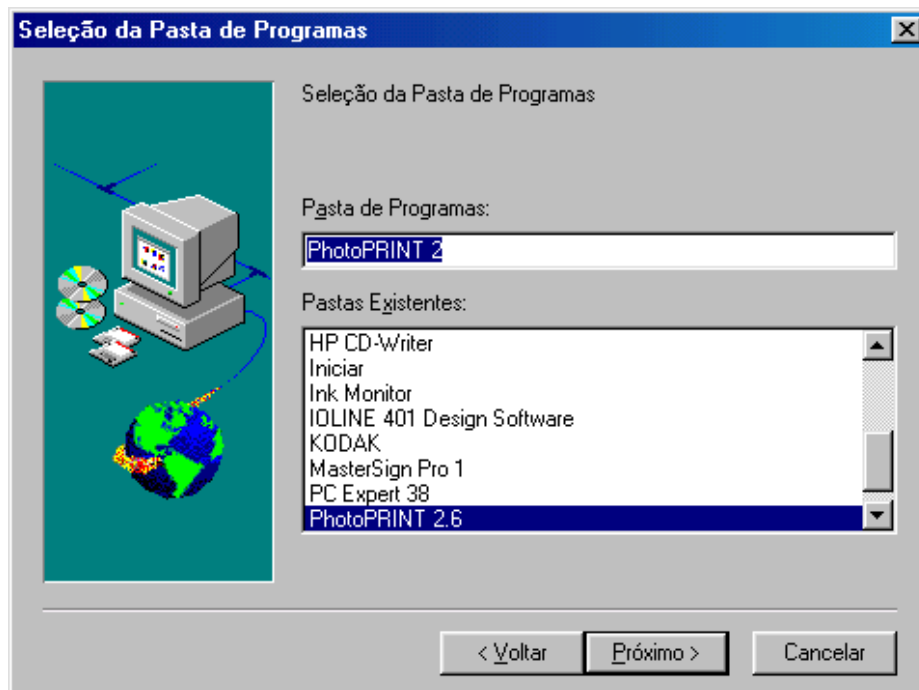 Seleção da Pasta de Programas
Seleção da Pasta de Programas
Pasta de Programas:
PhotoPRINT 2
Pastas Existentes:
HP CD-Writer
Iniciar
Ink Monitor
IOLINE 401 Design Software
KODAK
MasterSign Pro 1
PC Expert 38
PhotoPRINT 2.6
< Voltar
Próximo >
Cancelar